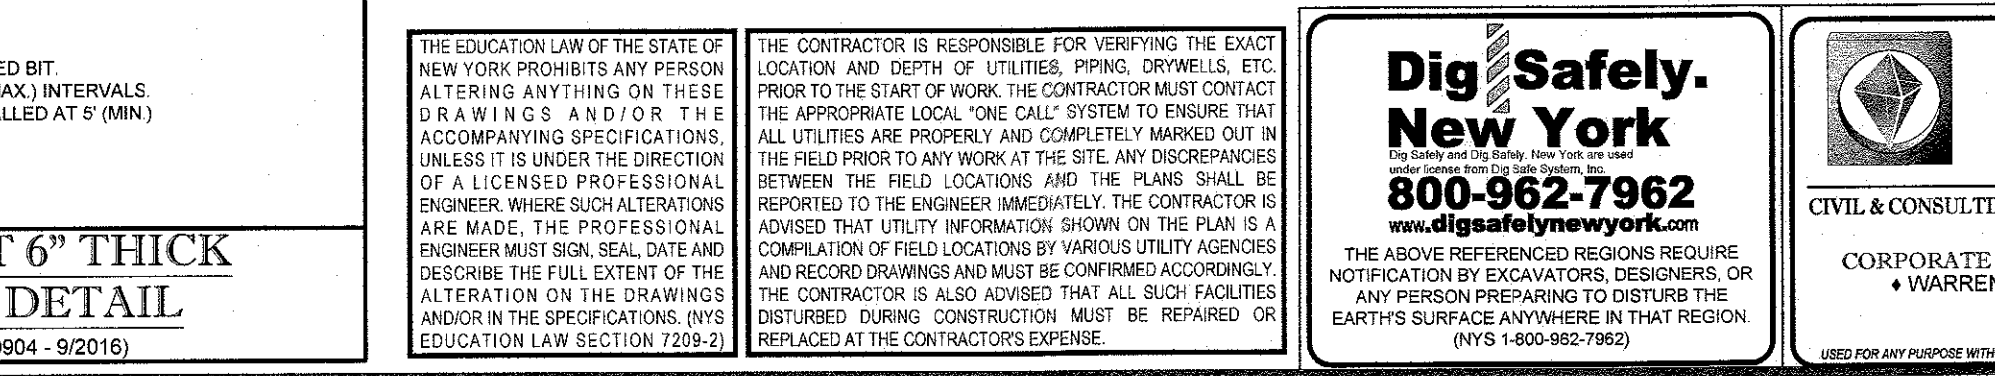 ED BIT.
AX.) INTERVALS.
LLED AT 5' (MIN.)
T 6” THICK
DETAIL
0904 - 9/2016)
THE EDUCATION LAW OF THE STATE OF
NEW YORK PROHIBITS ANY PERSON
ALTERING ANYTHING ON THESE
DRAWINGS AND/OR THE
ACCOMPANYING SPECIFICATIONS,
UNLESS IT IS UNDER THE DIRECTION
OF A LICENSED PROFESSIONAL
ENGINEER. WHERE SUCH ALTERATIONS
ARE MADE, THE PROFESSIONAL
ENGINEER MUST SIGN, SEAL, DATE AND
DESCRIBE THE FULL EXTENT OF THE
ALTERATION ON THE DRAWINGS
AND/OR IN THE SPECIFICATIONS. (NYS
EDUCATION LAW SECTION 7209-2)
THE CONTRACTOR IS RESPONSIBLE FOR VERIFYING THE EXACT
LOCATION AND DEPTH OF UTILITIES, PIPING, DRYWELLS, ETC.
PRIOR TO THE START OF WORK. THE CONTRACTOR MUST CONTACT
THE APPROPRIATE LOCAL "ONE CALL" SYSTEM TO ENSURE THAT
ALL UTILITIES ARE PROPERLY AND COMPLETELY MARKED OUT IN
THE FIELD PRIOR TO ANY WORK AT THE SITE. ANY DISCREPANCIES
BETWEEN THE FIELD LOCATIONS AND THE PLANS SHALL BE
REPORTED TO THE ENGINEER IMMEDIATELY. THE CONTRACTOR IS
ADVISED THAT UTILITY INFORMATION SHOWN ON THE PLAN IS A
COMPILATION OF FIELD LOCATIONS BY VARIOUS UTILITY AGENCIES
AND RECORD DRAWINGS AND MUST BE CONFIRMED ACCORDINGLY.
THE CONTRACTOR IS ALSO ADVISED THAT ALL SUCH FACILITIES
DISTURBED DURING CONSTRUCTION MUST BE REPAIRED OR
REPLACED AT THE CONTRACTOR'S EXPENSE.
Dig Safely.
New York
Dig Safely and Dig Safely. New York are used
under license from Dig Safe System, Inc.
800-962-7962
www.digsafelynewyork.com
THE ABOVE REFERENCED REGIONS REQUIRE
NOTIFICATION BY EXCAVATORS, DESIGNERS, OR
ANY PERSON PREPARING TO DISTURB THE
EARTH'S SURFACE ANYWHERE IN THAT REGION.
(NYS 1-800-962-7962)
CIVIL & CONSULTI
CORPORATE
♦ WARREN
USED FOR ANY PURPOSE WITH